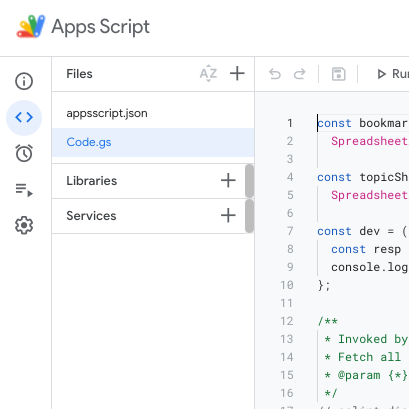 Apps Script
Files
AZ
Run
appsscript.json
Code.gs
Libraries
Services
1 const bookmar
2 Spreadsheet
3
4 const topicSh
5 Spreadsheet
6
7 const dev = (
8 const resp
9 console.log
10 };
11
12 /**
13 * Invoked by
14 * Fetch all
15 * @param {*}
16 */